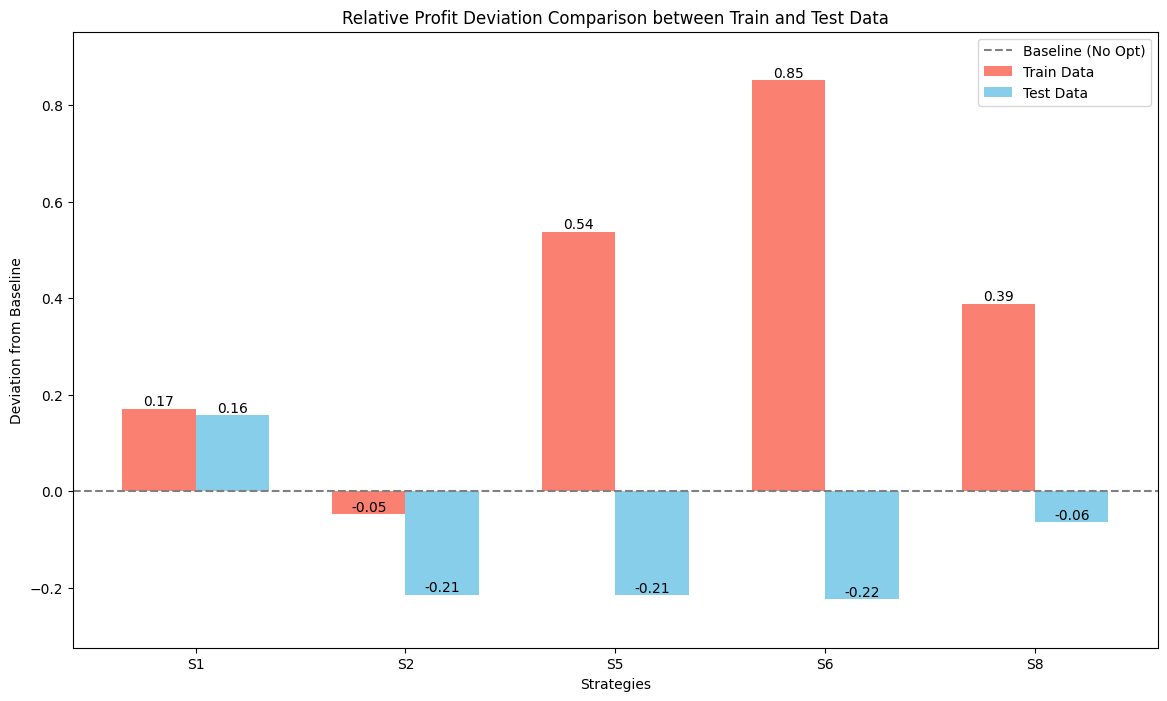 Relative Profit Deviation Comparison between Train and Test Data
Baseline (No Opt)
Train Data
Test Data
Deviation from Baseline
0.8
0.6
0.4
0.2
0.0
−0.2
0.17
0.16
-0.05
-0.21
0.54
-0.21
0.85
-0.22
0.39
-0.06
S1
S2
S5
S6
S8
Strategies